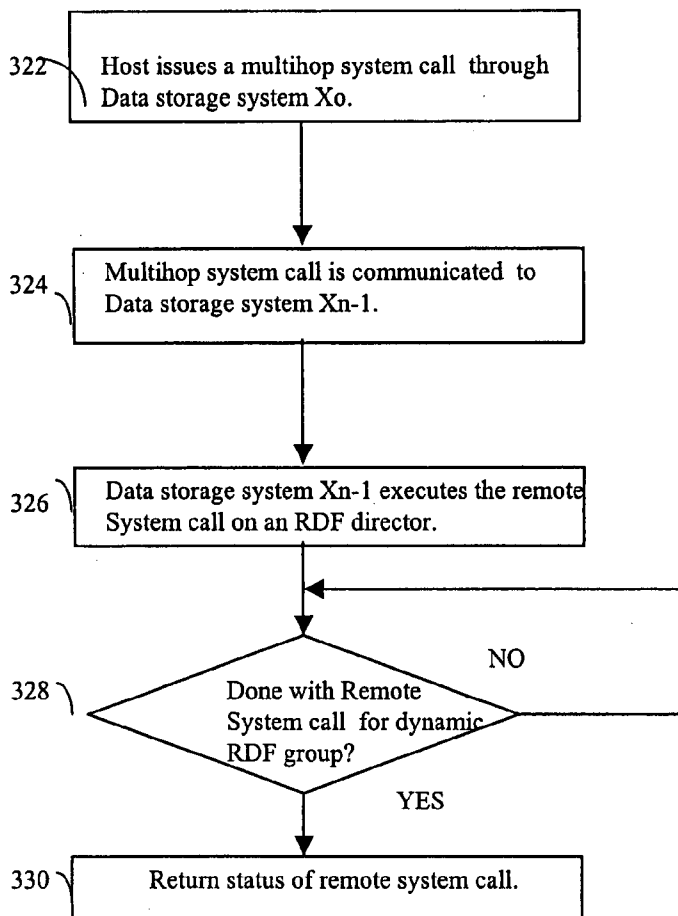 322
Host issues a multihop system call through
Data storage system Xo.
324
Multihop system call is communicated to
Data storage system Xn-1.
326
Data storage system Xn-1 executes the remote
System call on an RDF director.
NO
328
Done with Remote
System call for dynamic
RDF group?
YES
330
Return status of remote system call.